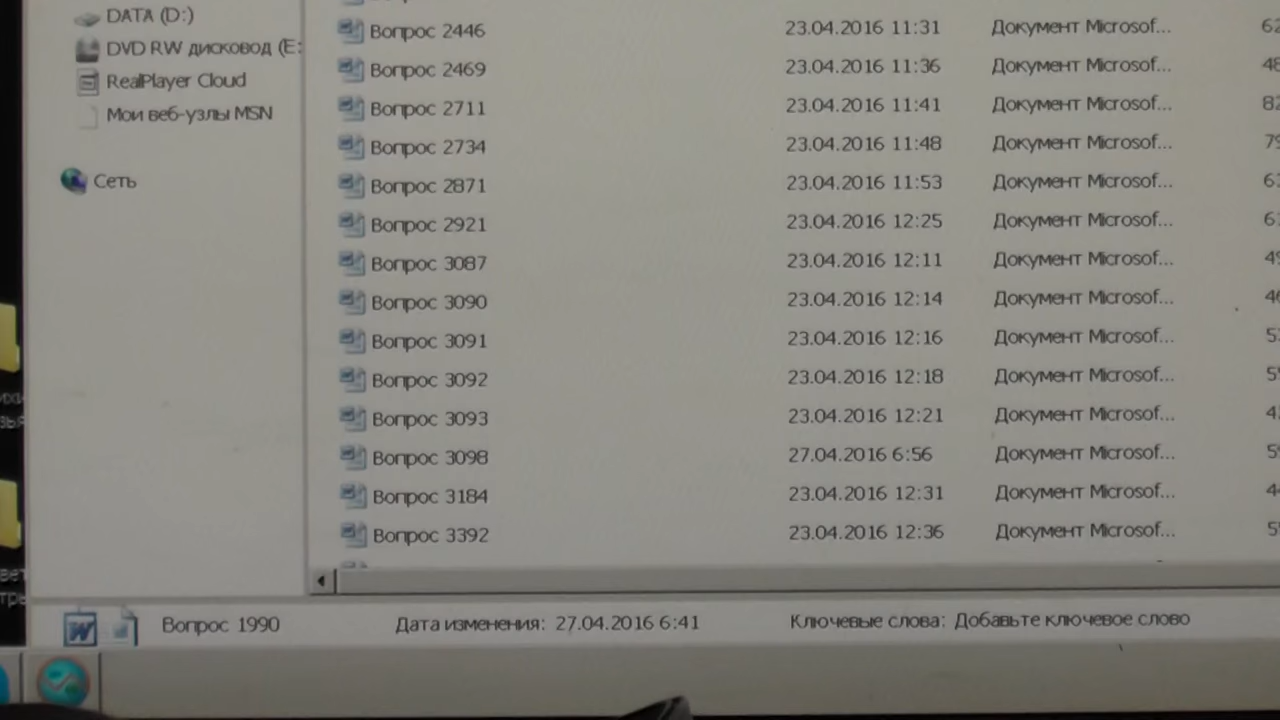 DATA (D:)
DVD RW дисковод (E:
RealPlayer Cloud
Мои веб-узлы MSN
Сеть
Вопрос 2446 23.04.2016 11:31 Документ Microsof... 62
Вопрос 2469 23.04.2016 11:36 Документ Microsof... 48
Вопрос 2711 23.04.2016 11:41 Документ Microsof... 82
Вопрос 2734 23.04.2016 11:48 Документ Microsof... 79
Вопрос 2871 23.04.2016 11:53 Документ Microsof... 63
Вопрос 2921 23.04.2016 12:25 Документ Microsof...
Вопрос 3087 23.04.2016 12:11 Документ Microsof... 49
Вопрос 3090 23.04.2016 12:14 Документ Microsof... 46
Вопрос 3091 23.04.2016 12:16 Документ Microsof...
Вопрос 3092 23.04.2016 12:18 Документ Microsof...
Вопрос 3093 23.04.2016 12:21 Документ Microsof...
Вопрос 3098 27.04.2016 6:56 Документ Microsof...
Вопрос 3184 23.04.2016 12:31 Документ Microsof...
Вопрос 3392 23.04.2016 12:36 Документ Microsof...
Вопрос 1990 Дата изменения: 27.04.2016 6:41 Ключевые слова: Добавьте ключевое слово